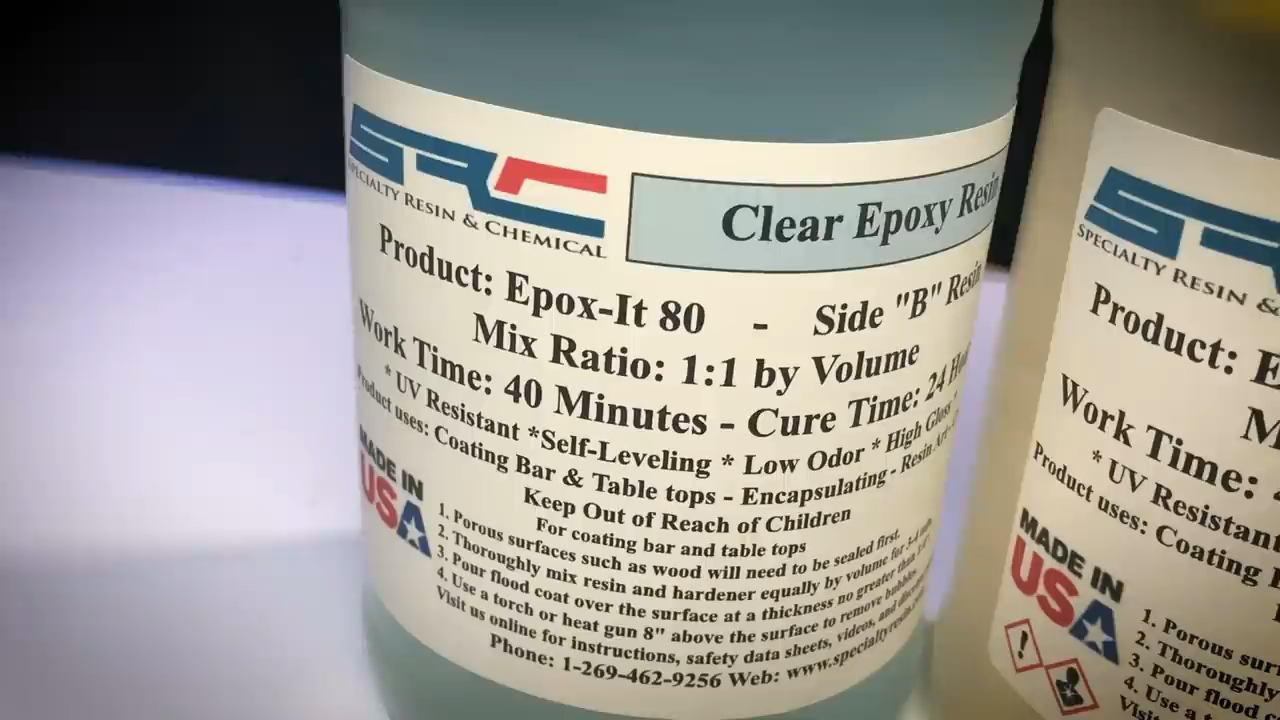 SRC
SPECIALTY RESIN & CHEMICAL
Clear Epoxy Resin
Product: Epox-It 80 - Side "B" Resin
Mix Ratio: 1:1 by Volume
Work Time: 40 Minutes - Cure Time: 24
* UV Resistant *Self-Leveling * Low Odor * High Gloss *
Product uses: Coating Bar & Table tops - Encapsulating - Resin Art
Keep Out of Reach of Children
For coating bar and table tops
MADE IN
USA
1. Porous surfaces such as wood will need to be sealed first.
2. Thoroughly mix resin and hardener equally by volume for 3-4
3. Pour flood coat over the surface at a thickness no greater than
4. Use a torch or heat gun 8" above the surface to remove bubbles
Visit us online for instructions, safety data sheets, videos, and
Phone: 1-269-462-9256 Web: www.specialtyresin
SPECIALTY RESIN &
Product:
Work Time:
* UV Resistant
Product uses: Coating
MADE IN
USA
1. Porous
2. Thoroughly
3. Pour flood
4. Use a
Visit